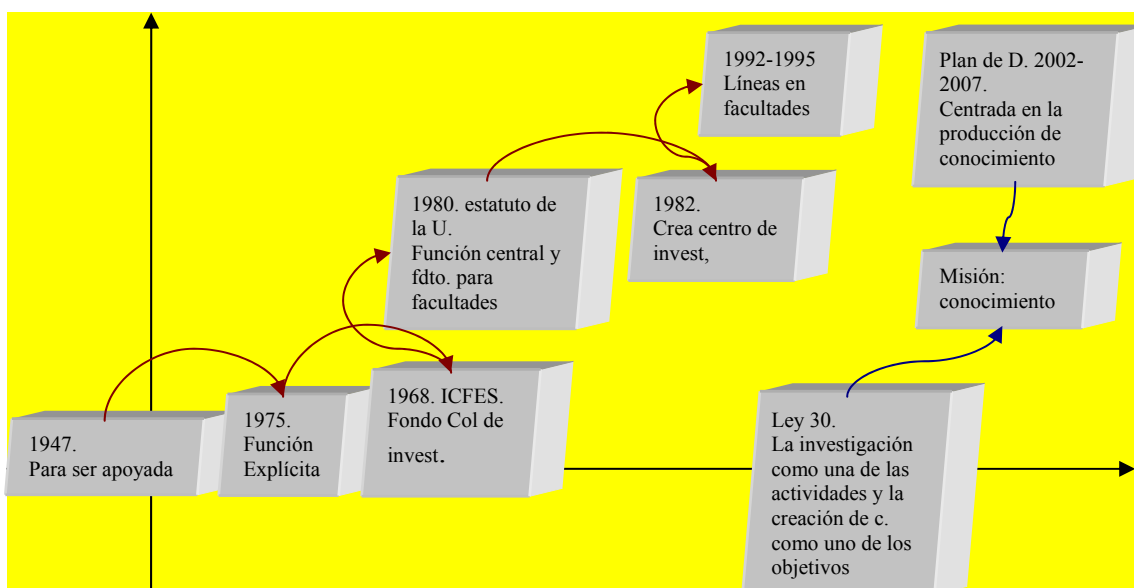 1947.
Para ser apoyada
1975.
Función
Explícita
1968. ICFES.
Fondo Col de
invest.
1980. estatuto de
la U.
Función central y
fdto. para
facultades
1982.
Crea centro de
invest,
1992-1995
Líneas en
facultades
Plan de D. 2002-
2007.
Centrada en la
producción de
conocimiento
Misión:
conocimiento
Ley 30.
La investigación
como una de las
actividades y la
creación de c.
como uno de los
objetivos